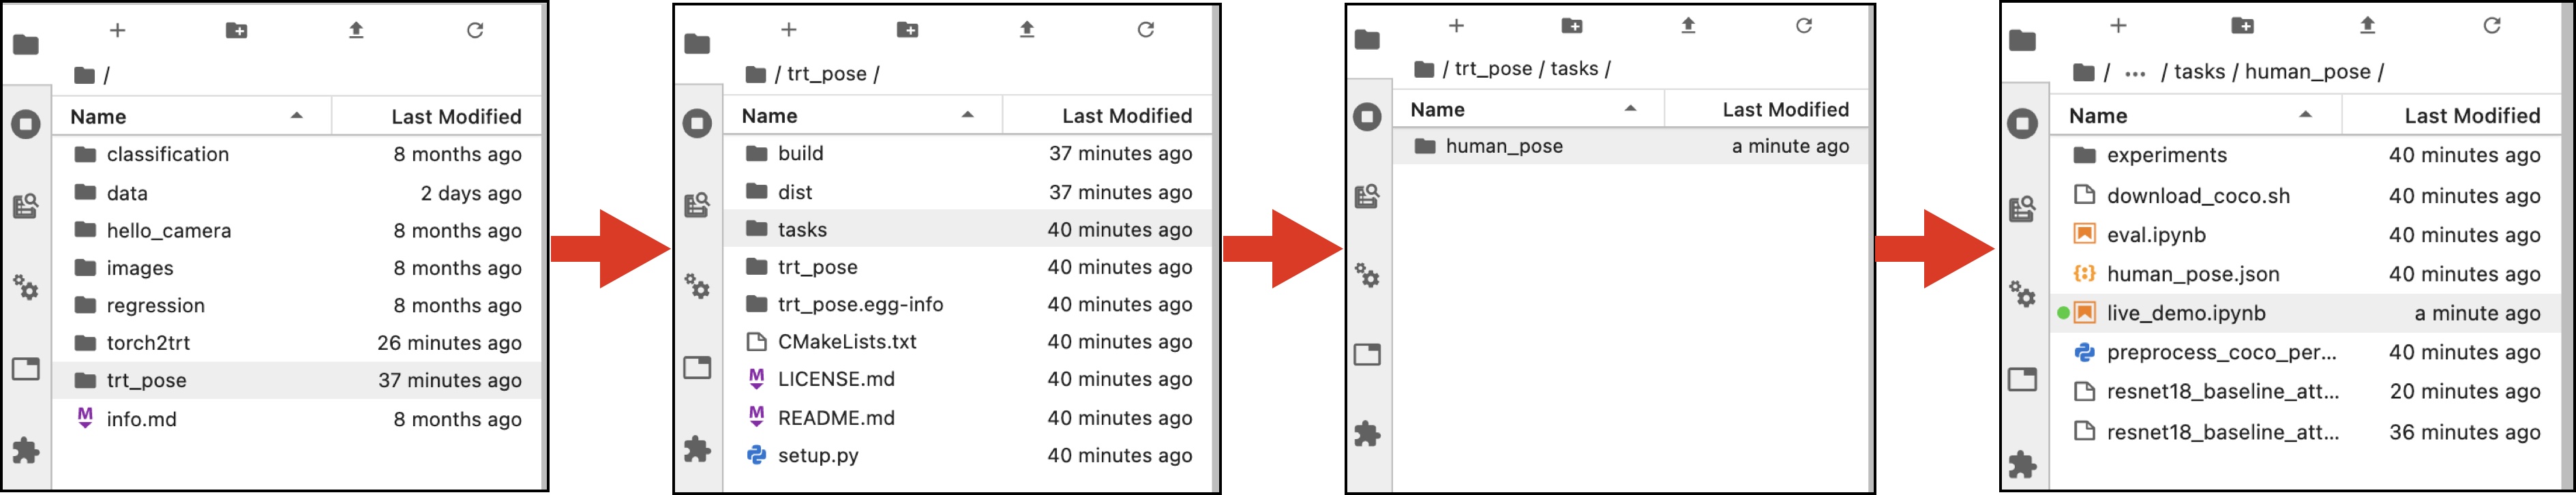 /
Name Last Modified
classification 8 months ago
data 2 days ago
hello_camera 8 months ago
images 8 months ago
regression 8 months ago
torch2trt 26 minutes ago
trt_pose 37 minutes ago
info.md 8 months ago
/ trt_pose /
Name Last Modified
build 37 minutes ago
dist 37 minutes ago
tasks 40 minutes ago
trt_pose 40 minutes ago
trt_pose.egg-info 40 minutes ago
CMakeLists.txt 40 minutes ago
LICENSE.md 40 minutes ago
README.md 40 minutes ago
setup.py 40 minutes ago
/ trt_pose / tasks /
Name Last Modified
human_pose a minute ago
/ ... / tasks / human_pose /
Name Last Modified
experiments 40 minutes ago
download_coco.sh 40 minutes ago
eval.ipynb 40 minutes ago
human_pose.json 40 minutes ago
live_demo.ipynb a minute ago
preprocess_coco_per... 40 minutes ago
resnet18_baseline_att... 20 minutes ago
resnet18_baseline_att... 36 minutes ago